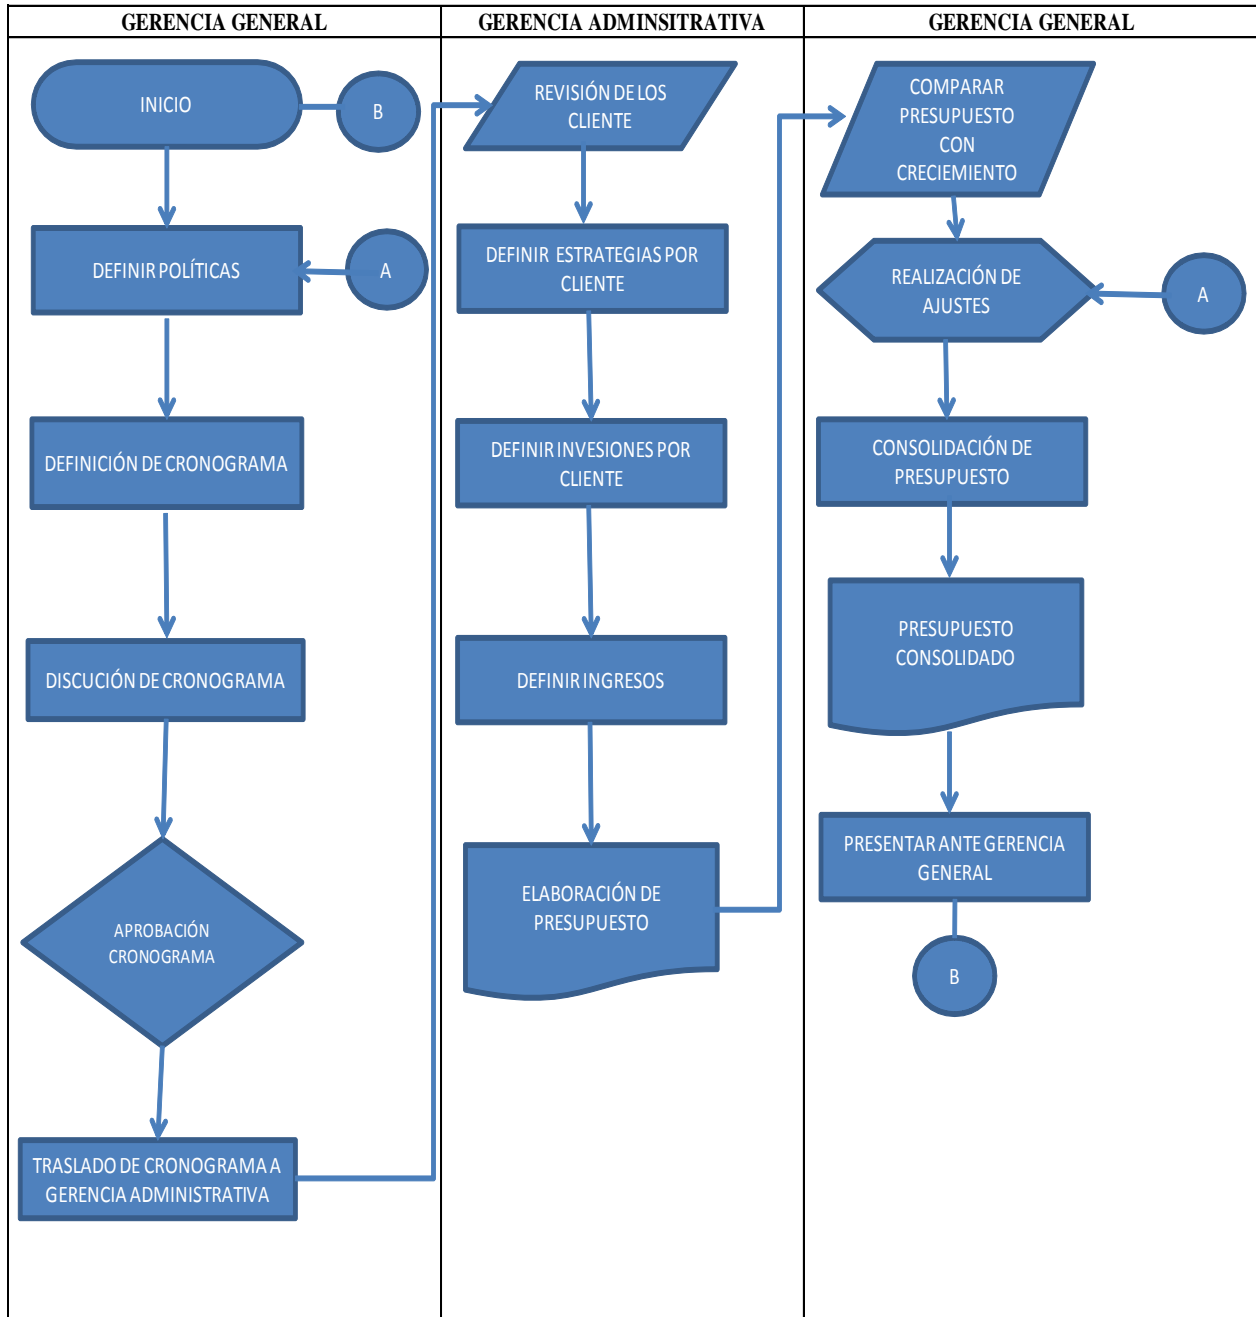 GERENCIA GENERAL
GERENCIA ADMINSITRATIVA
GERENCIA GENERAL
INICIO
B
DEFINIR POLÍTICAS
A
DEFINICIÓN DE CRONOGRAMA
DISCUCIÓN DE CRONOGRAMA
APROBACIÓN
CRONOGRAMA
TRASLADO DE CRONOGRAMA A
GERENCIA ADMINISTRATIVA
REVISIÓN DE LOS
CLIENTE
DEFINIR ESTRATEGIAS POR
CLIENTE
DEFINIR INVESIONES POR
CLIENTE
DEFINIR INGRESOS
ELABORACIÓN DE
PRESUPUESTO
COMPARAR
PRESUPUESTO
CON
CRECIEMIENTO
REALIZACIÓN DE
AJUSTES
A
CONSOLIDACIÓN DE
PRESUPUESTO
PRESUPUESTO
CONSOLIDADO
PRESENTAR ANTE GERENCIA
GENERAL
B